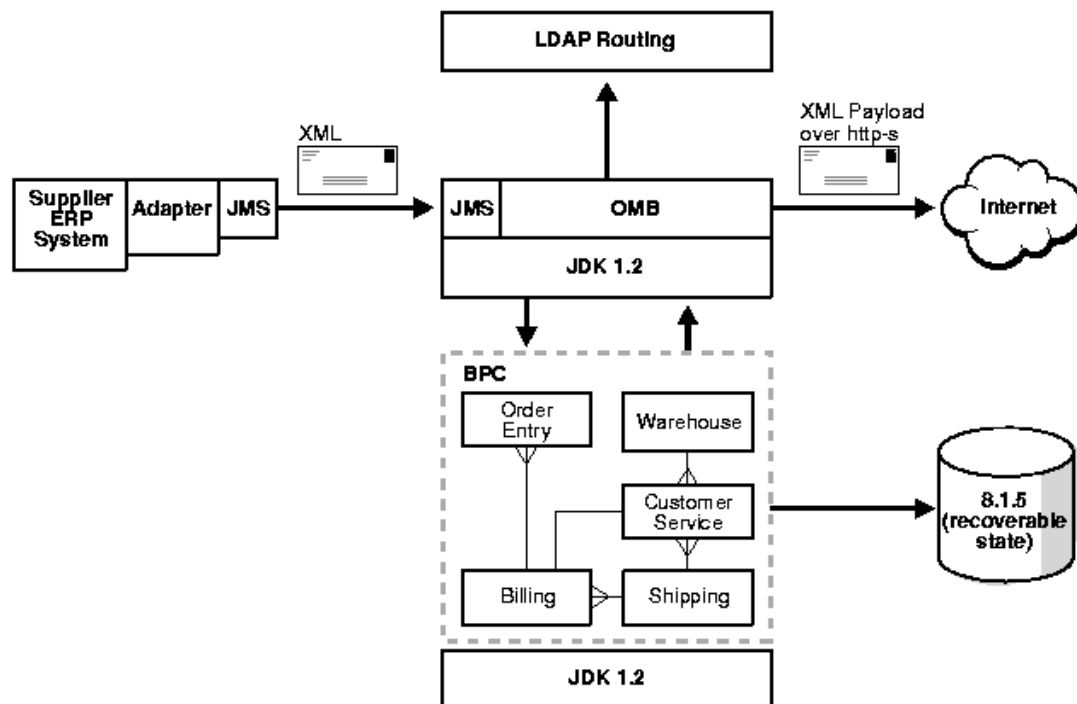 LDAP Routing
XML
XML Payload
over http-s
Supplier
ERP
System
Adapter
JMS
JMS
OMB
Internet
JDK 1.2
BPC
Order
Entry
Warehouse
Customer
Service
8.1.5
(recoverable
state)
Billing
Shipping
JDK 1.2